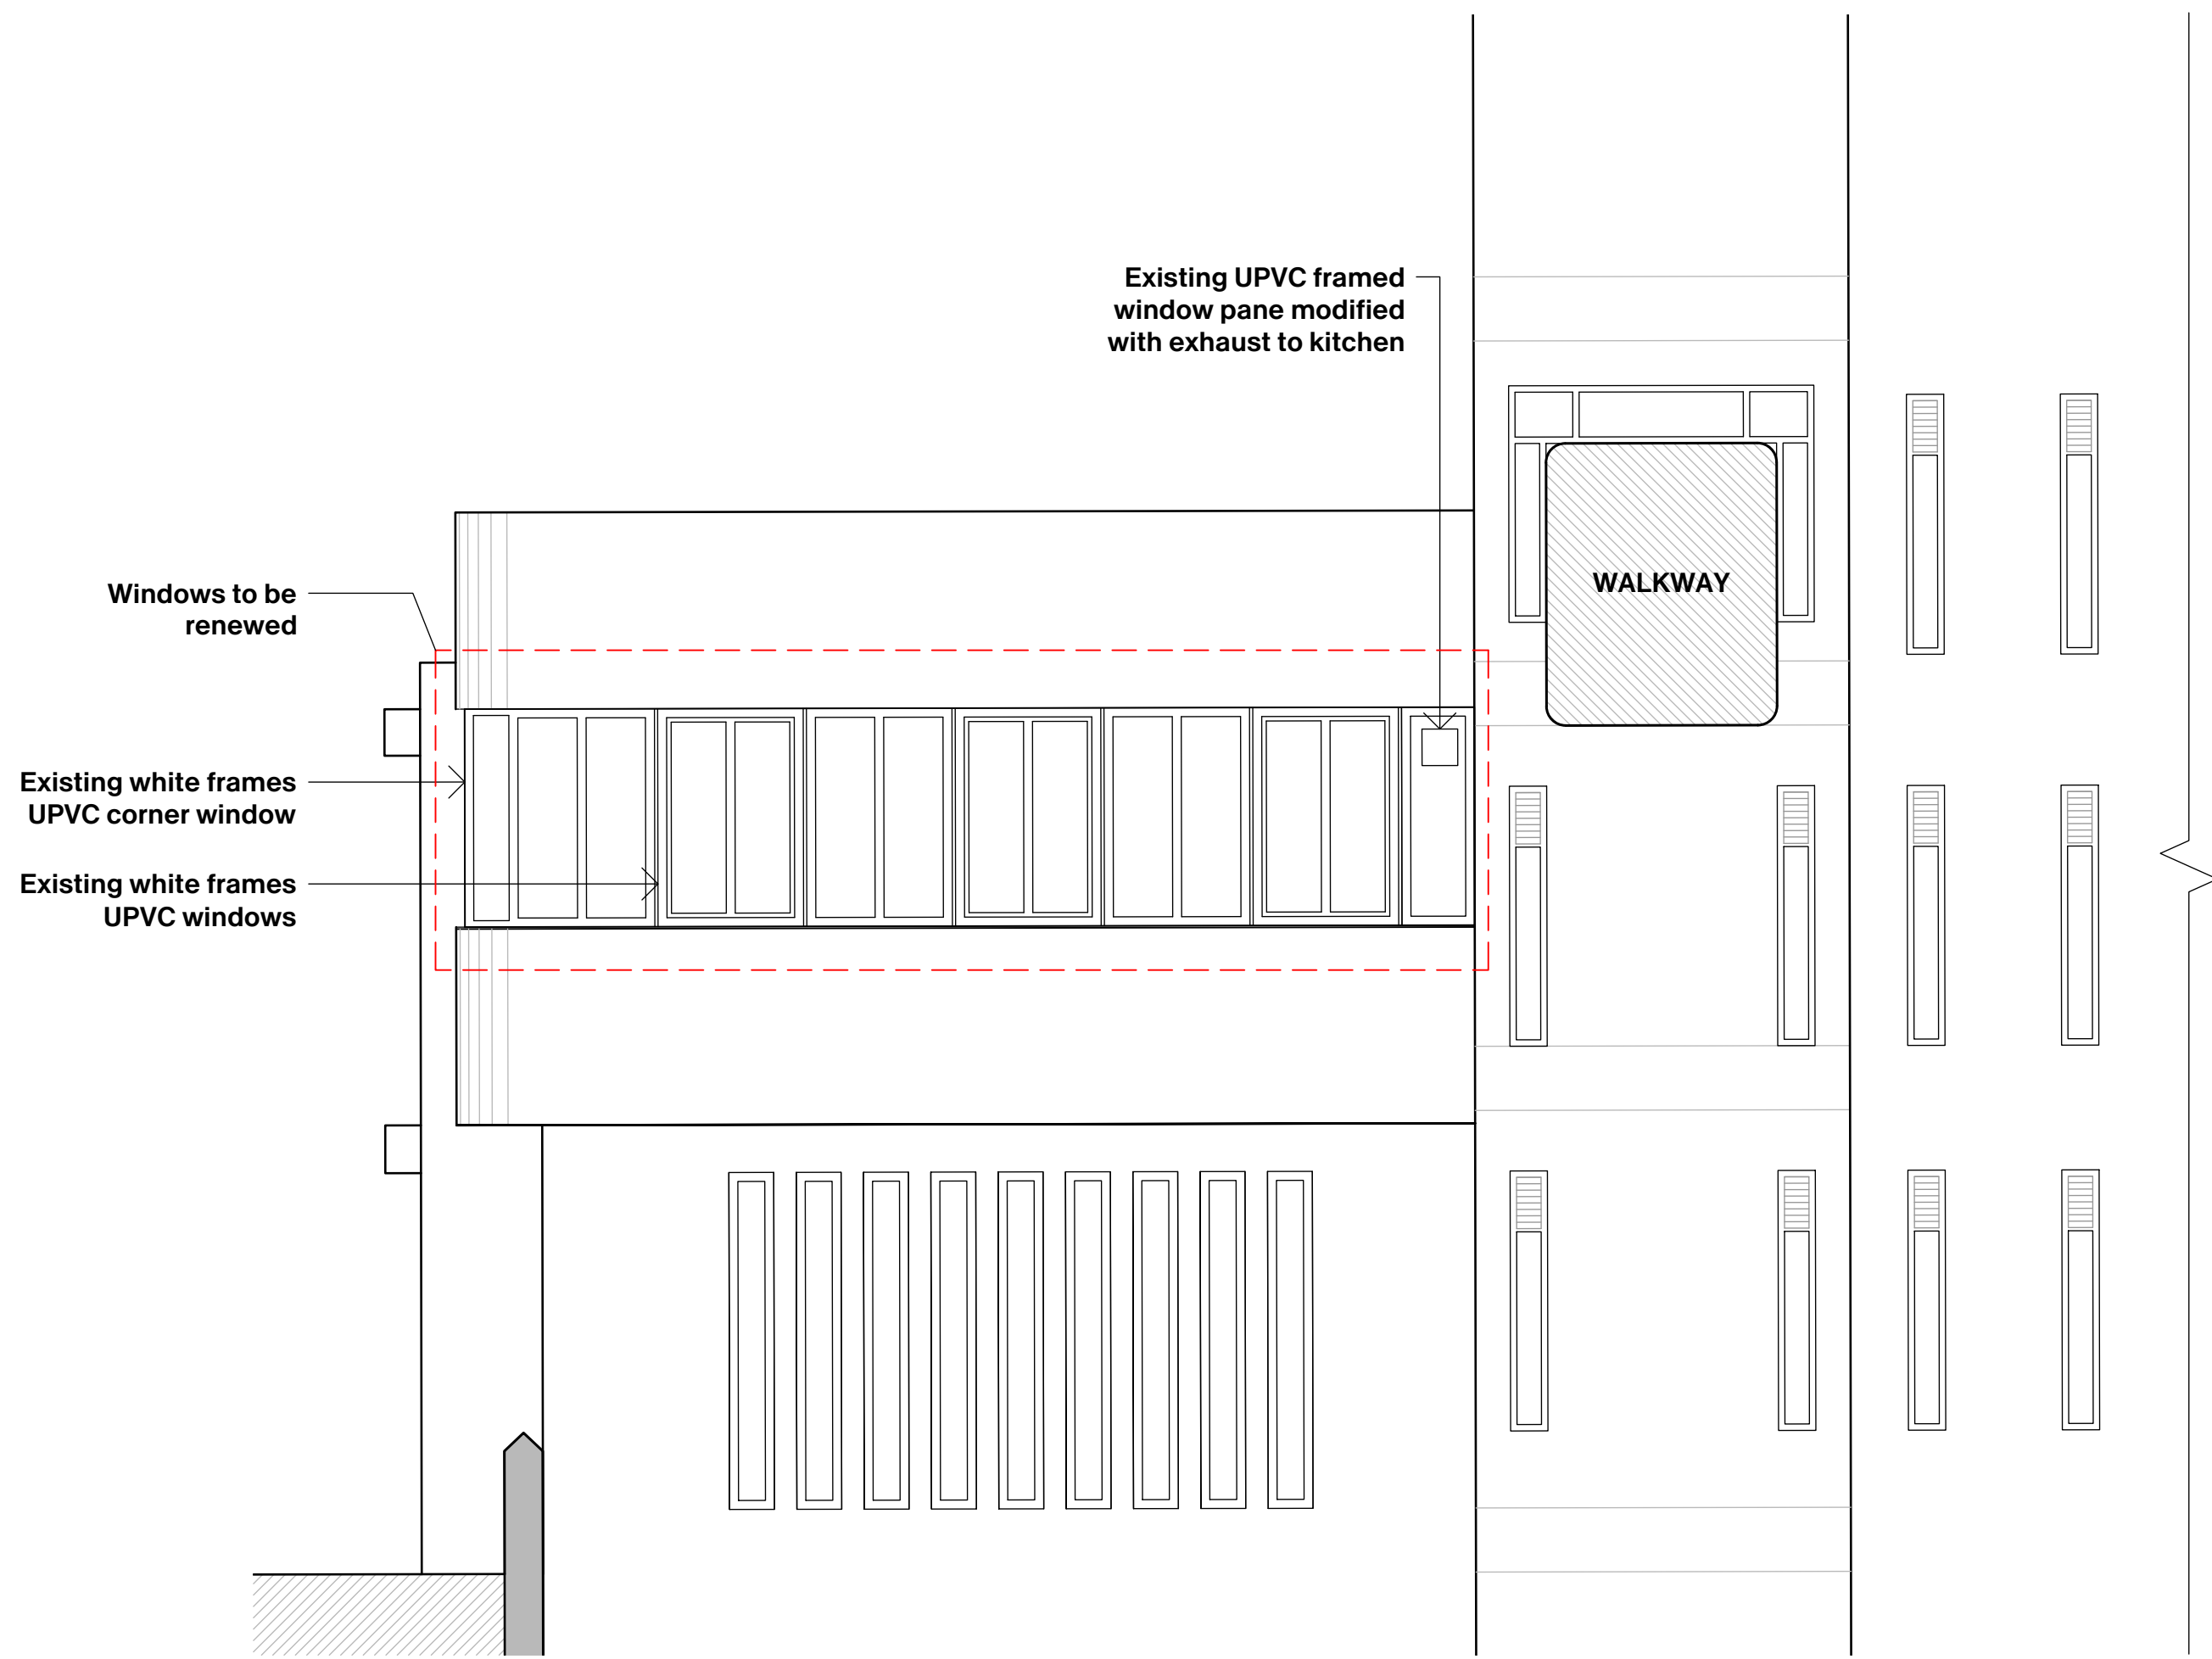 Existing UPVC framed
window pane modified
with exhaust to kitchen
WALKWAY
Windows to be
renewed
Existing white frames
UPVC corner window
Existing white frames
UPVC windows